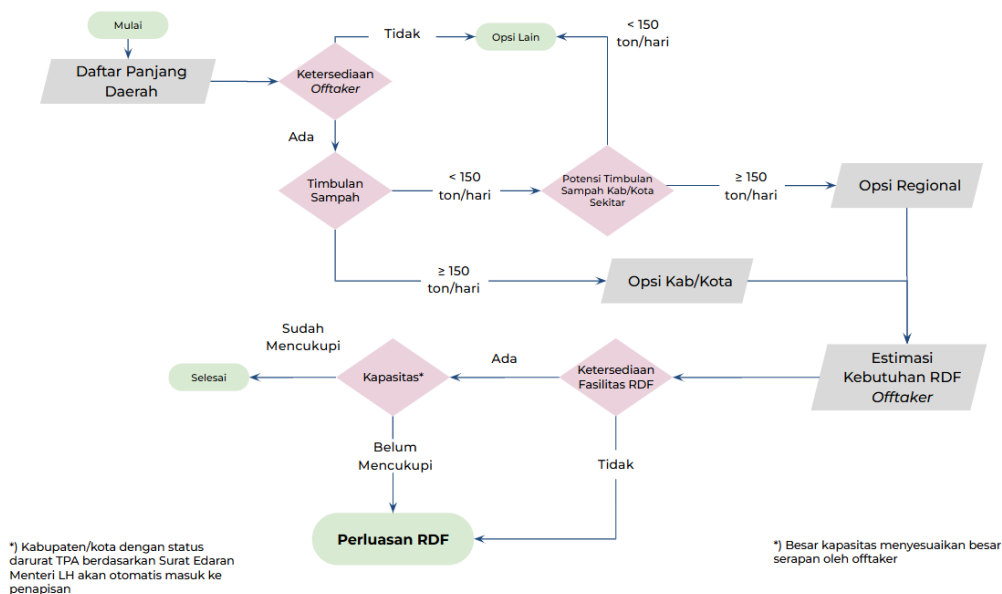 Mulai
Daftar Panjang
Daerah
Ketersediaan
Offtaker
Tidak
Opsi Lain
< 150
ton/hari
Ada
Timbulan
Sampah
< 150
ton/hari
Potensi Timbulan
Sampah Kab/Kota
Sekitar
≥ 150
ton/hari
Opsi Regional
≥ 150
ton/hari
Opsi Kab/Kota
Estimasi
Kebutuhan RDF
Offtaker
Ketersediaan
Fasilitas RDF
Ada
Kapasitas*
Sudah
Mencukupi
Selesai
Belum
Mencukupi
Tidak
Perluasan RDF
*) Kabupaten/kota dengan status
darurat TPA berdasarkan Surat Edaran
Menteri LH akan otomatis masuk ke
penapisan
*) Besar kapasitas menyesuaikan besar
serapan oleh offtaker